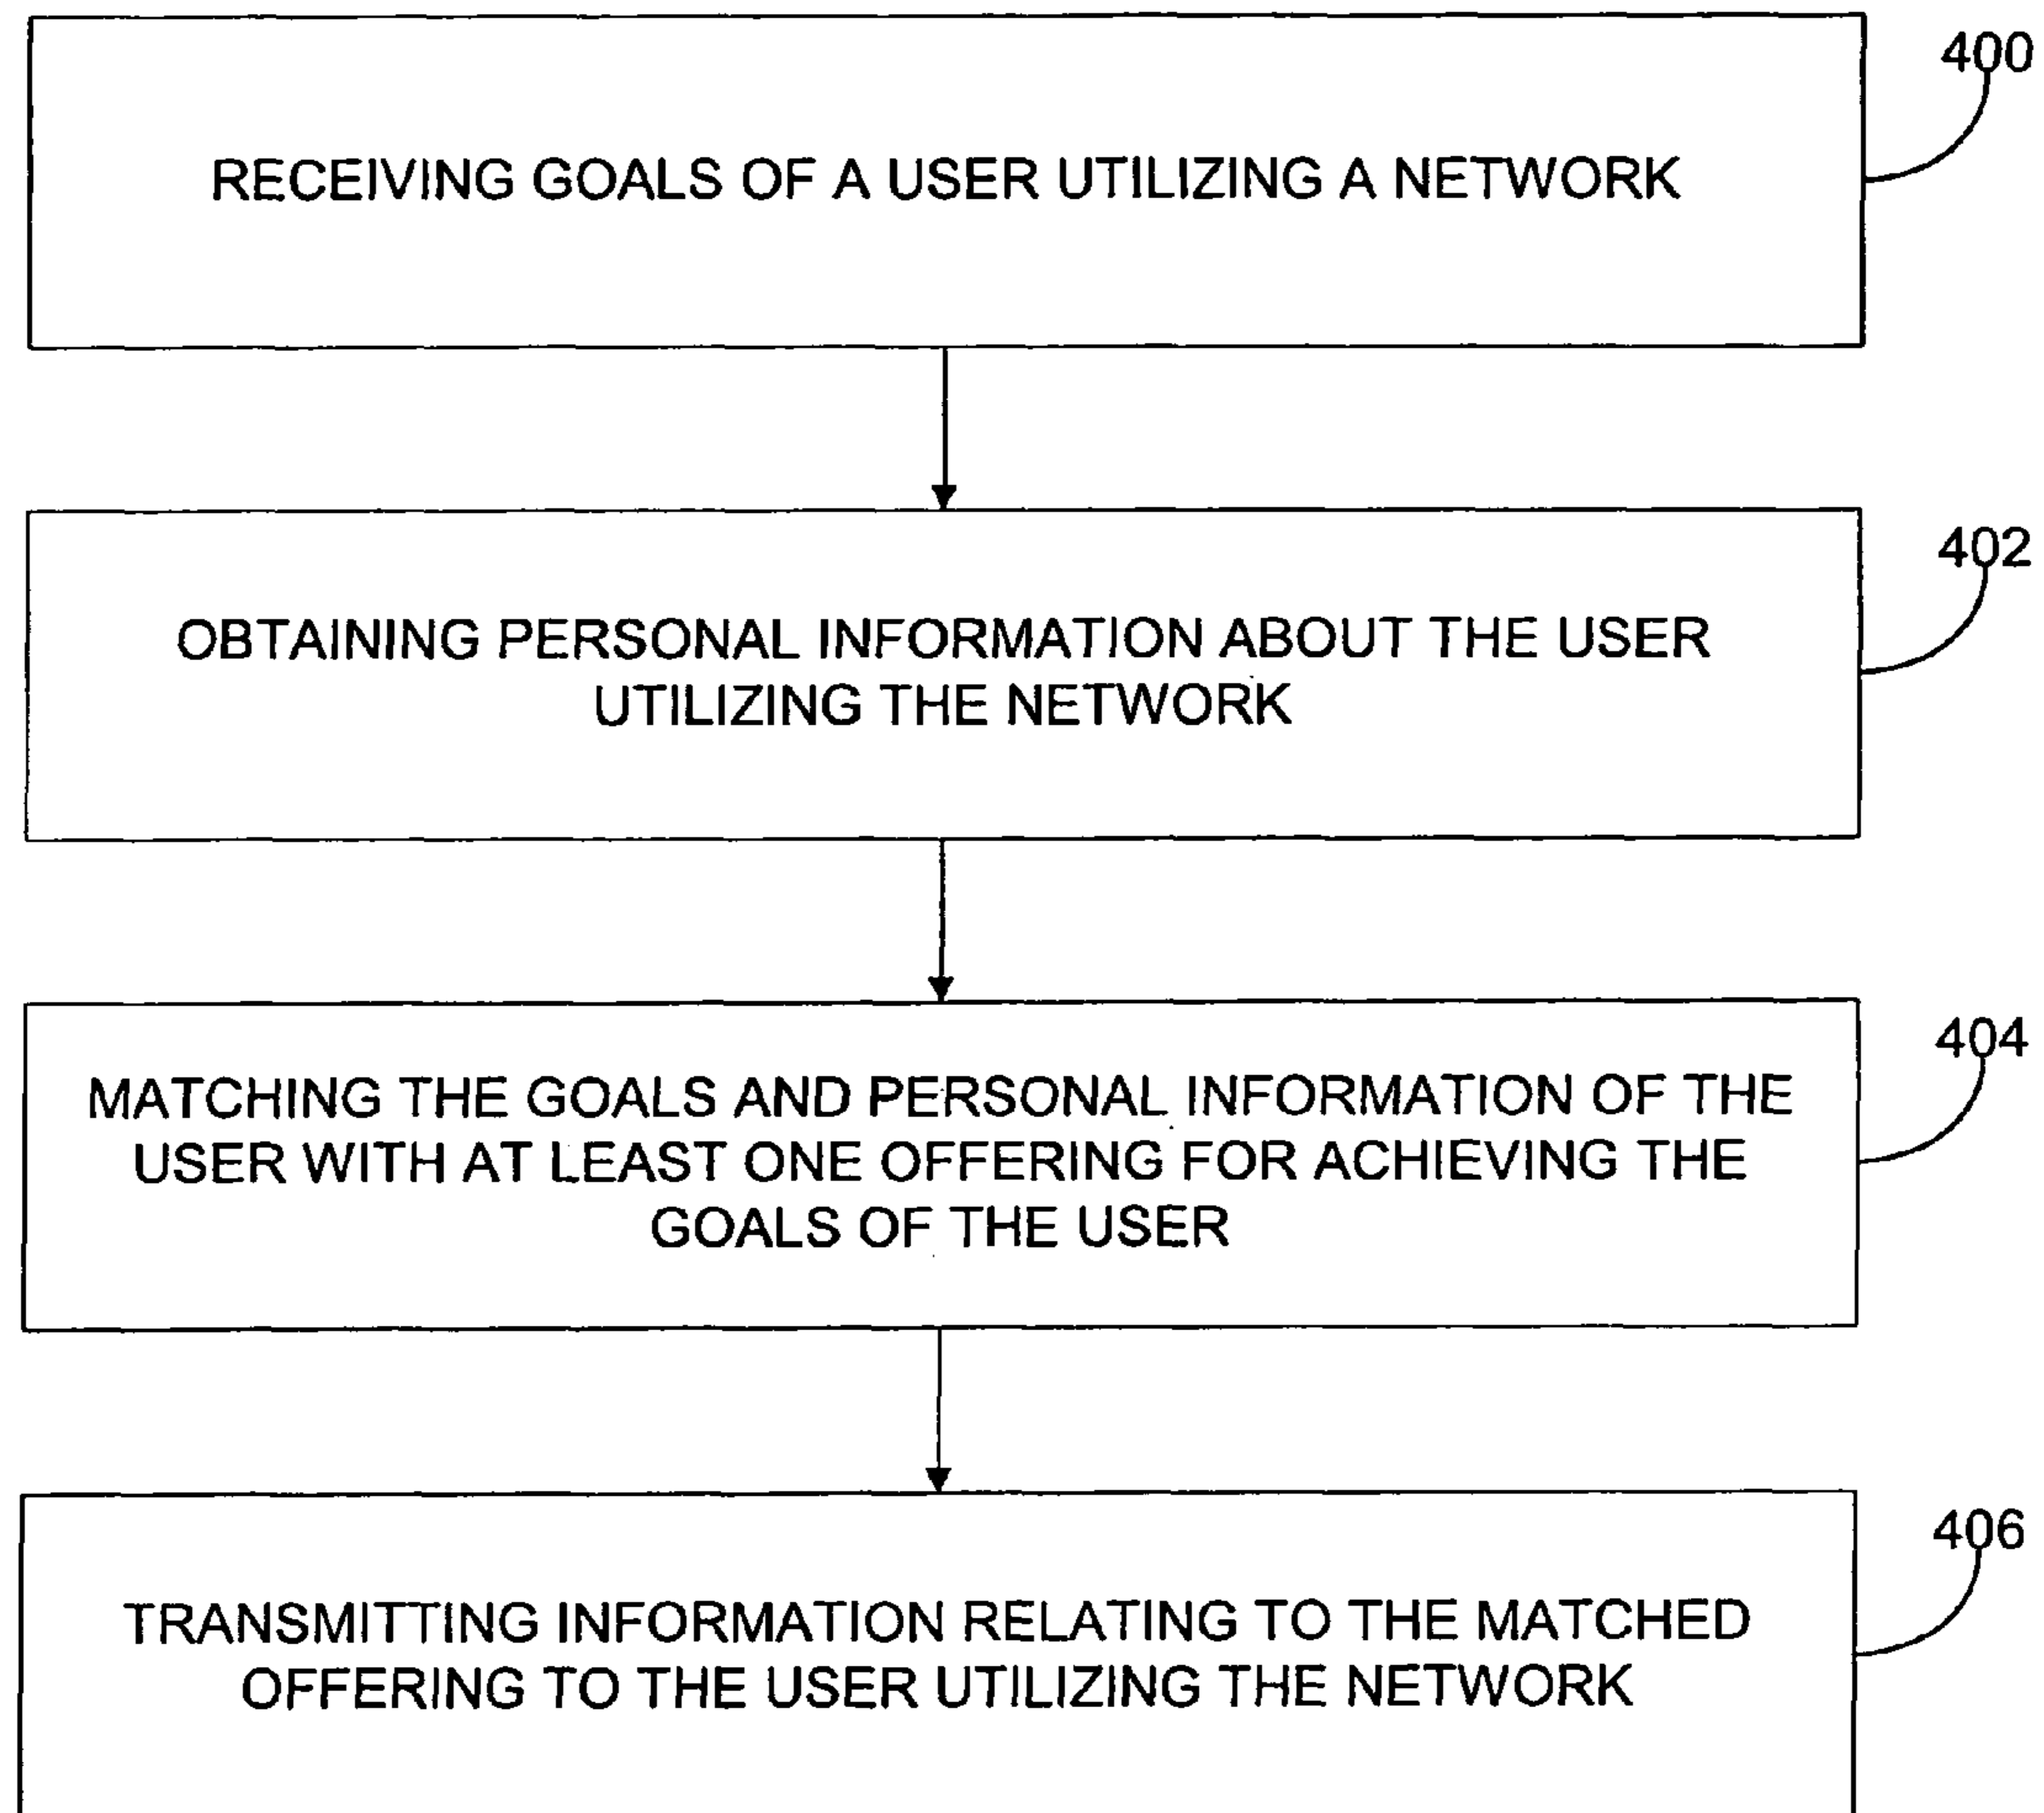 400
RECEIVING GOALS OF A USER UTILIZING A NETWORK
402
OBTAINING PERSONAL INFORMATION ABOUT THE USER
UTILIZING THE NETWORK
404
MATCHING THE GOALS AND PERSONAL INFORMATION OF THE
USER WITH AT LEAST ONE OFFERING FOR ACHIEVING THE
GOALS OF THE USER
406
TRANSMITTING INFORMATION RELATING TO THE MATCHED
OFFERING TO THE USER UTILIZING THE NETWORK